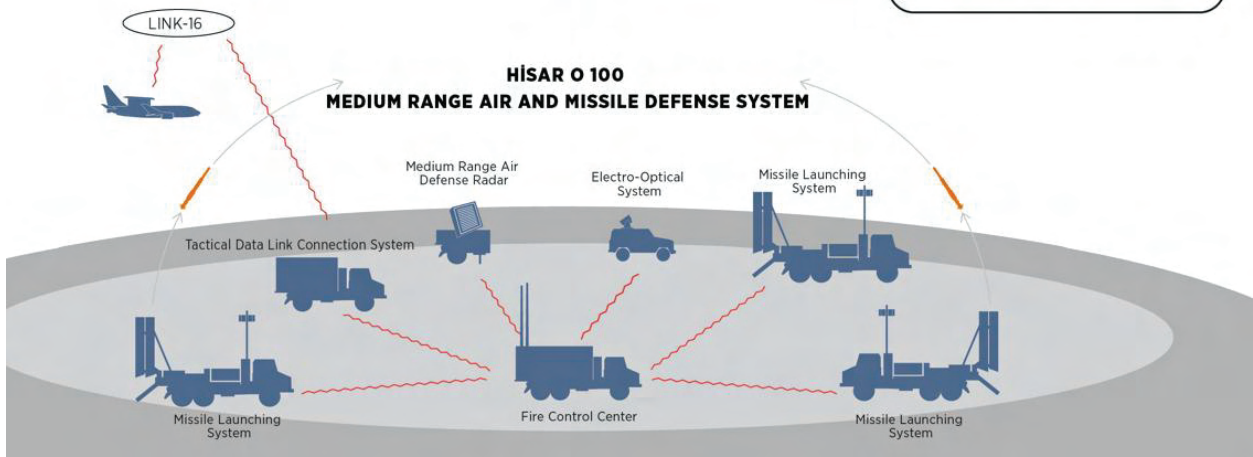 LINK-16
HİSAR O 100
MEDIUM RANGE AIR AND MISSILE DEFENSE SYSTEM
Medium Range Air
Defense Radar
Electro-Optical
System
Missile Launching
System
Tactical Data Link Connection System
Missile Launching
System
Fire Control Center
Missile Launching
System